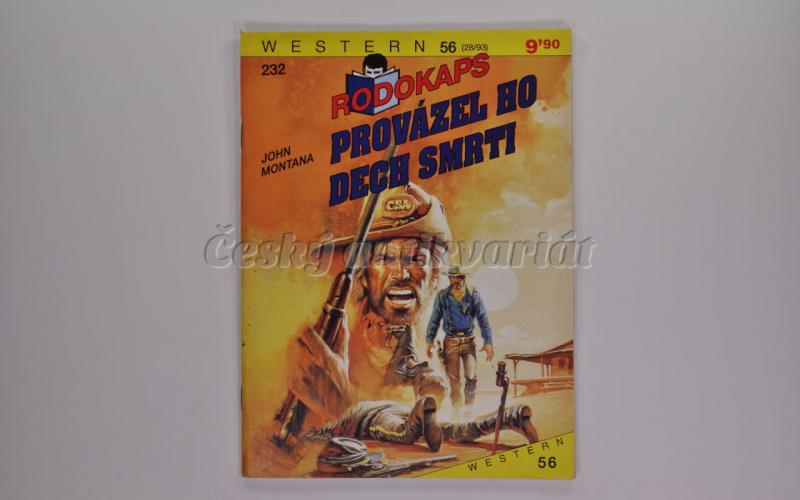 WESTERN 56 (28/93) 9'90
232
RODOKAPS
PROVÁZEL HO
DECH SMRTI
JOHN
MONTANA
CSA
Český antikvariát
WESTERN
56